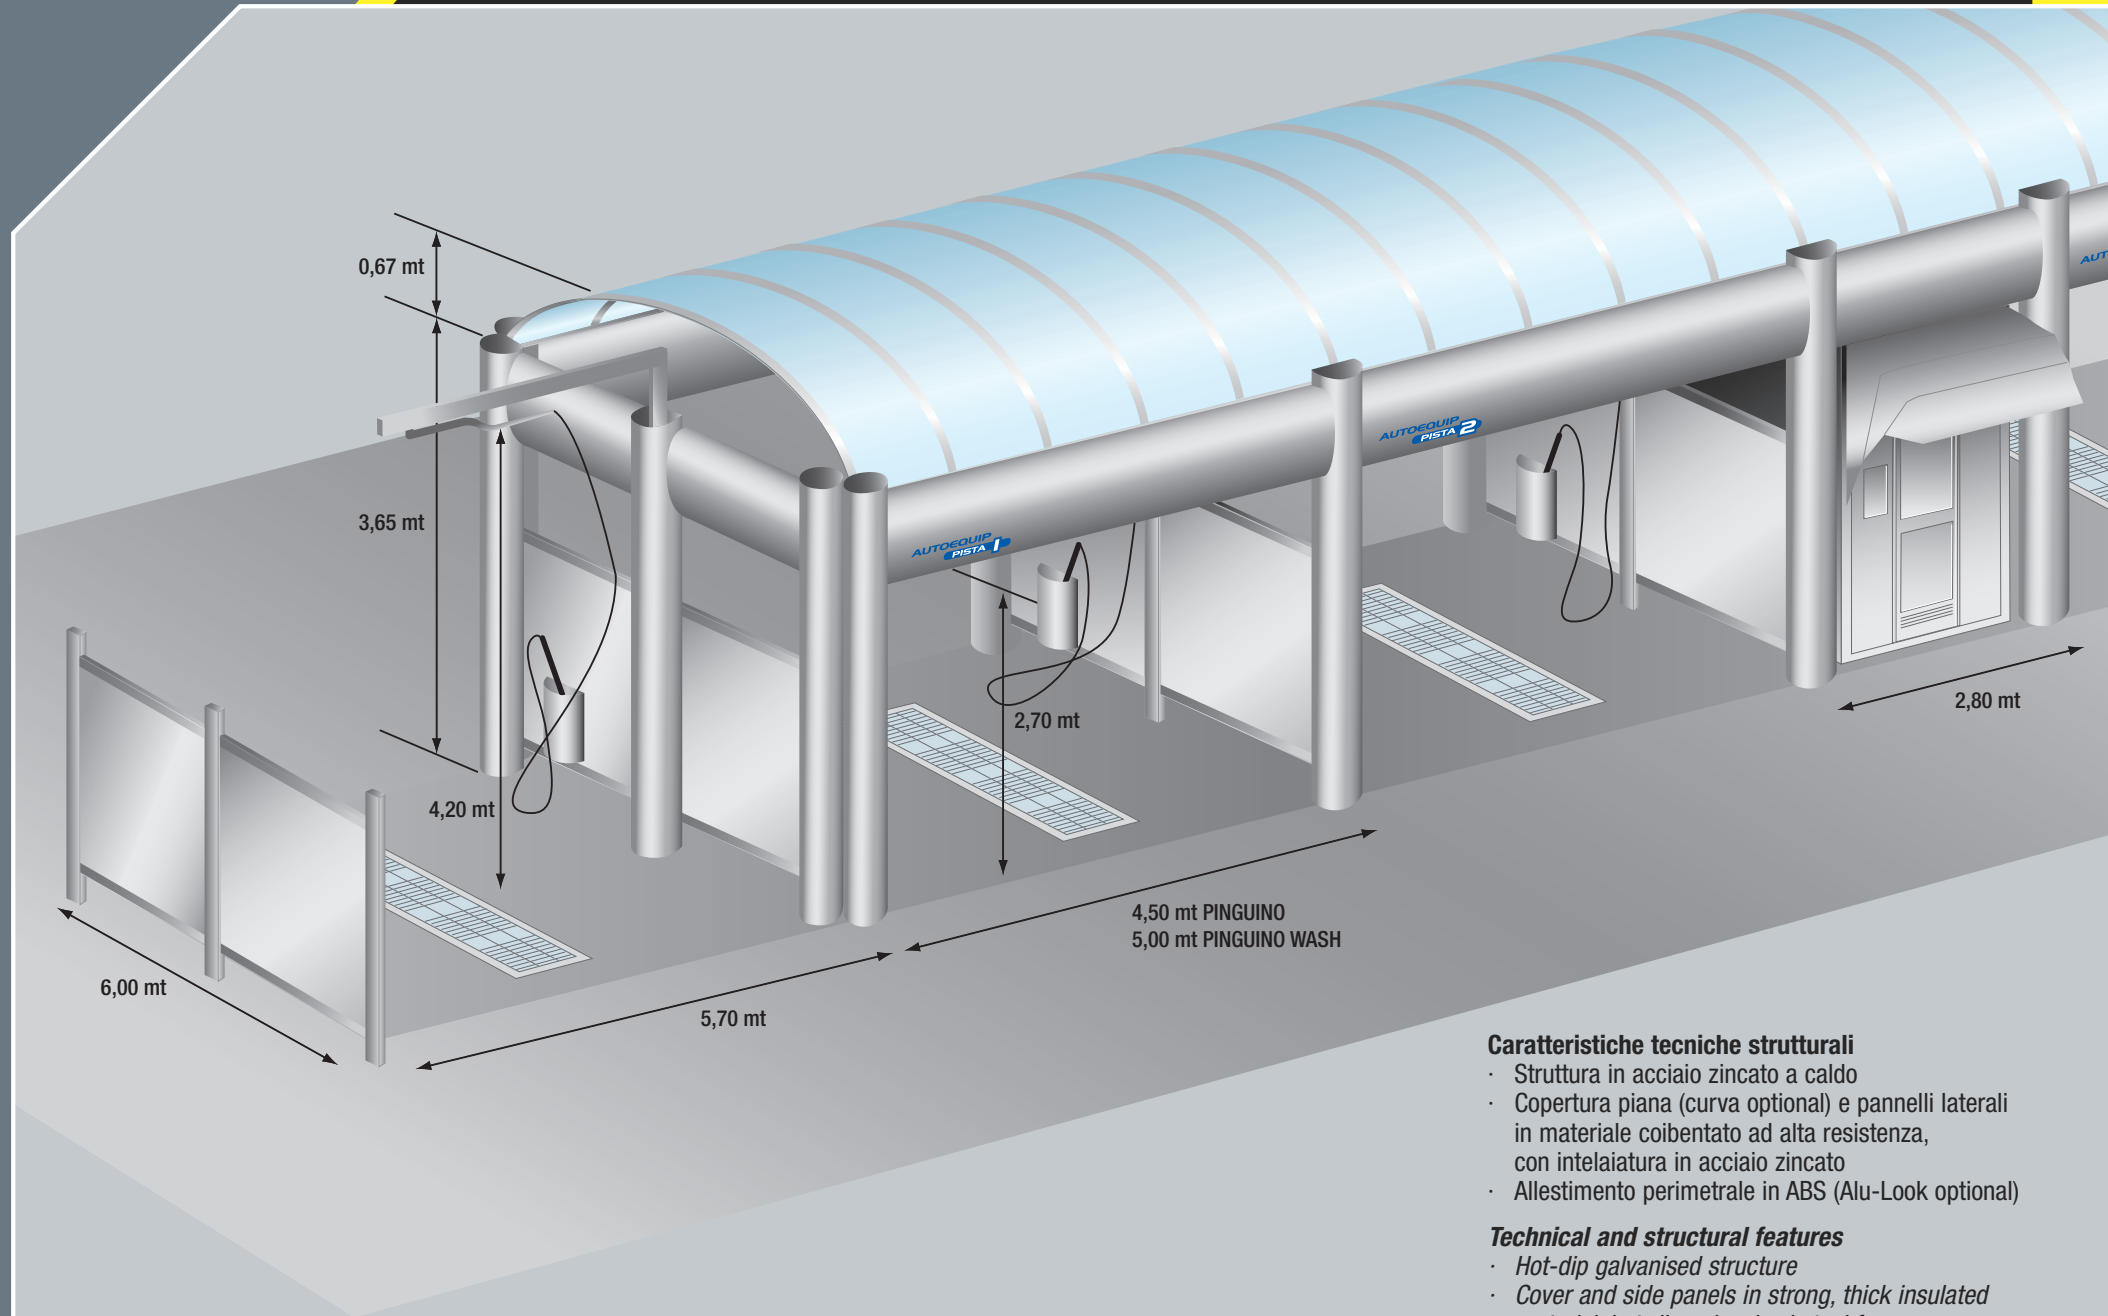 0,67 mt
3,65 mt
4,20 mt
2,70 mt
2,80 mt
AUTOEQUIP
PISTA 1
AUTOEQUIP
PISTA 2
AUT
4,50 mt PINGUINO
5,00 mt PINGUINO WASH
6,00 mt
5,70 mt
Caratteristiche tecniche strutturali
· Struttura in acciaio zincato a caldo
· Copertura piana (curva optional) e pannelli laterali
in materiale coibentato ad alta resistenza,
con intelaiatura in acciaio zincato
· Allestimento perimetrale in ABS (Alu-Look optional)
Technical and structural features
· Hot-dip galvanised structure
· Cover and side panels in strong, thick insulated